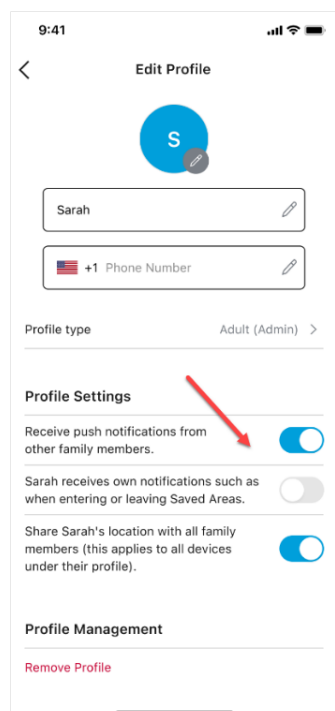 9:41
Edit Profile
S
Sarah
+1 Phone Number
Profile type Adult (Admin) >
Profile Settings
Receive push notifications from
other family members.
Sarah receives own notifications such as
when entering or leaving Saved Areas.
Share Sarah's location with all family
members (this applies to all devices
under their profile).
Profile Management
Remove Profile